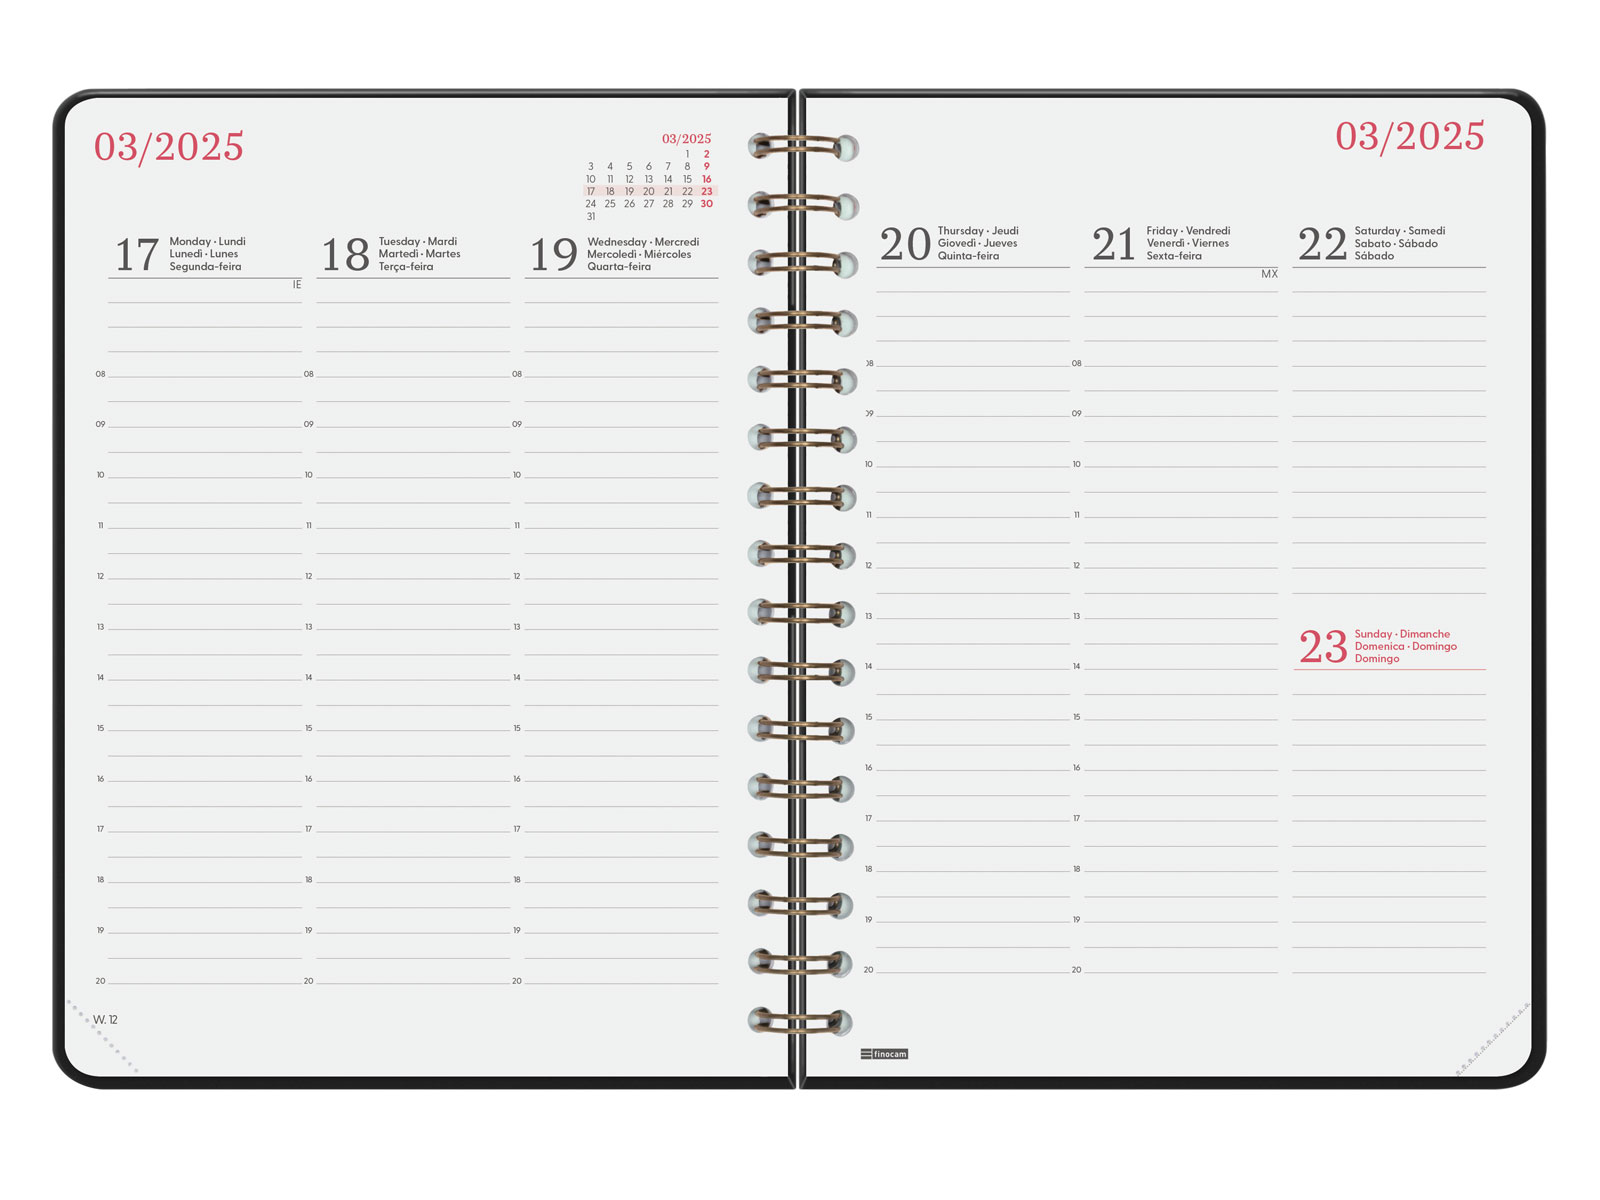 03/2025
03/2025
1 2
3 4 5 6 7 8 9
10 11 12 13 14 15 16
17 18 19 20 21 22 23
24 25 26 27 28 29 30
31
17
Monday · Lundi
Lunedì · Lunes
Segunda-feira
IE
18
Tuesday · Mardi
Martedì · Martes
Terça-feira
19
Wednesday · Mercredi
Mercoledì · Miércoles
Quarta-feira
08 08 08
09 09 09
10 10 10
11 11 11
12 12 12
13 13 13
14 14 14
15 15 15
16 16 16
17 17 17
18 18 18
19 19 19
20 20 20
W. 12
03/2025
20
Thursday · Jeudi
Giovedì · Jueves
Quinta-feira
21
Friday · Vendredi
Venerdì · Viernes
Sexta-feira
MX
22
Saturday · Samedi
Sabato · Sábado
Sábado
08 08
09 09
10 10
11 11
12 12
13 13
14 14
15 15
16 16
17 17
18 18
19 19
20 20
23
Sunday · Dimanche
Domenica · Domingo
Domingo
finocam